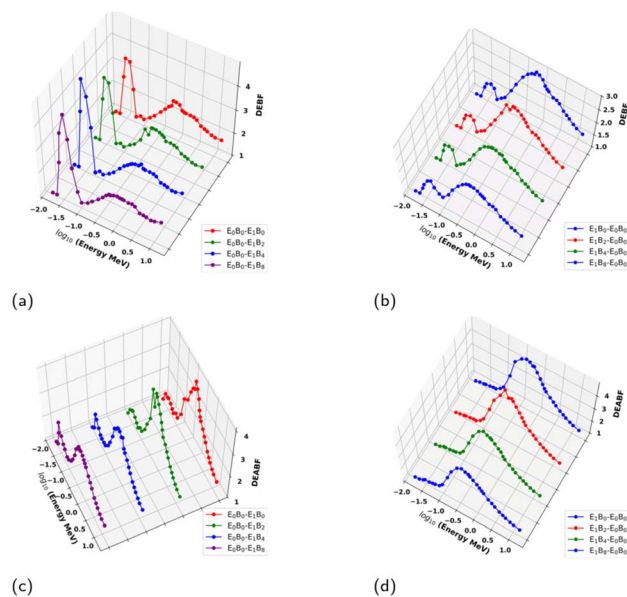 4
3
2
1
DEBF
−2.0
−1.5
−1.0
−0.5
0.0
0.5
1.0
log₁₀ (Energy MeV)
E₀B₀-E₁B₀
E₀B₀-E₁B₂
E₀B₀-E₁B₄
E₀B₀-E₁B₈
(a)
3.0
2.5
2.0
1.5
1.0
DEBF
−2.0
−1.5
−1.0
−0.5
0.0
0.5
1.0
log₁₀ (Energy MeV)
E₁B₀-E₀B₀
E₁B₂-E₀B₀
E₁B₄-E₀B₀
E₁B₈-E₀B₀
(b)
4
3
2
1
DEABF
−2.0
−1.5
−1.0
−0.5
0.0
0.5
1.0
log₁₀ (Energy MeV)
E₀B₀-E₁B₀
E₀B₀-E₁B₂
E₀B₀-E₁B₄
E₀B₀-E₁B₈
(c)
4
3
2
1
DEABF
−2.0
−1.5
−1.0
−0.5
0.0
0.5
1.0
log₁₀ (Energy MeV)
E₁B₀-E₀B₀
E₁B₂-E₀B₀
E₁B₄-E₀B₀
E₁B₈-E₀B₀
(d)